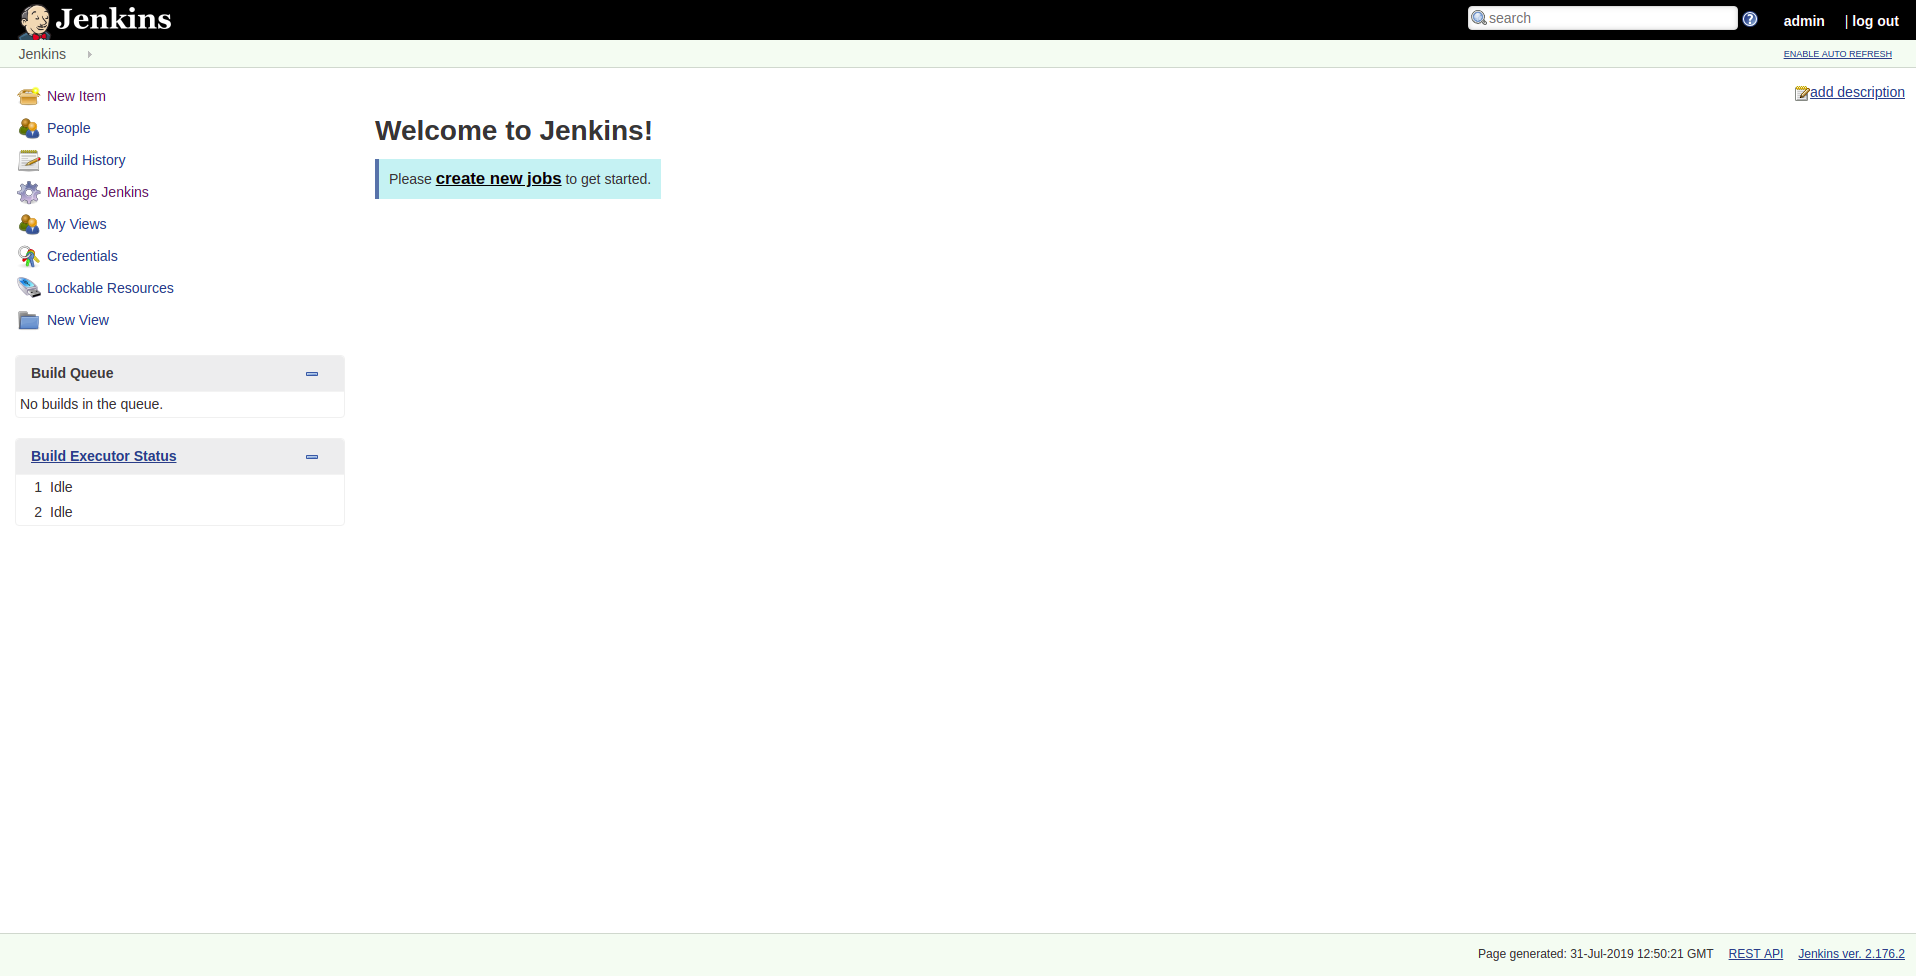 Jenkins
search
?
admin
| log out
Jenkins
ENABLE AUTO REFRESH
New Item
People
Build History
Manage Jenkins
My Views
Credentials
Lockable Resources
New View
add description
Welcome to Jenkins!
Please create new jobs to get started.
Build Queue
No builds in the queue.
Build Executor Status
1 Idle
2 Idle
Page generated: 31-Jul-2019 12:50:21 GMT REST API Jenkins ver. 2.176.2